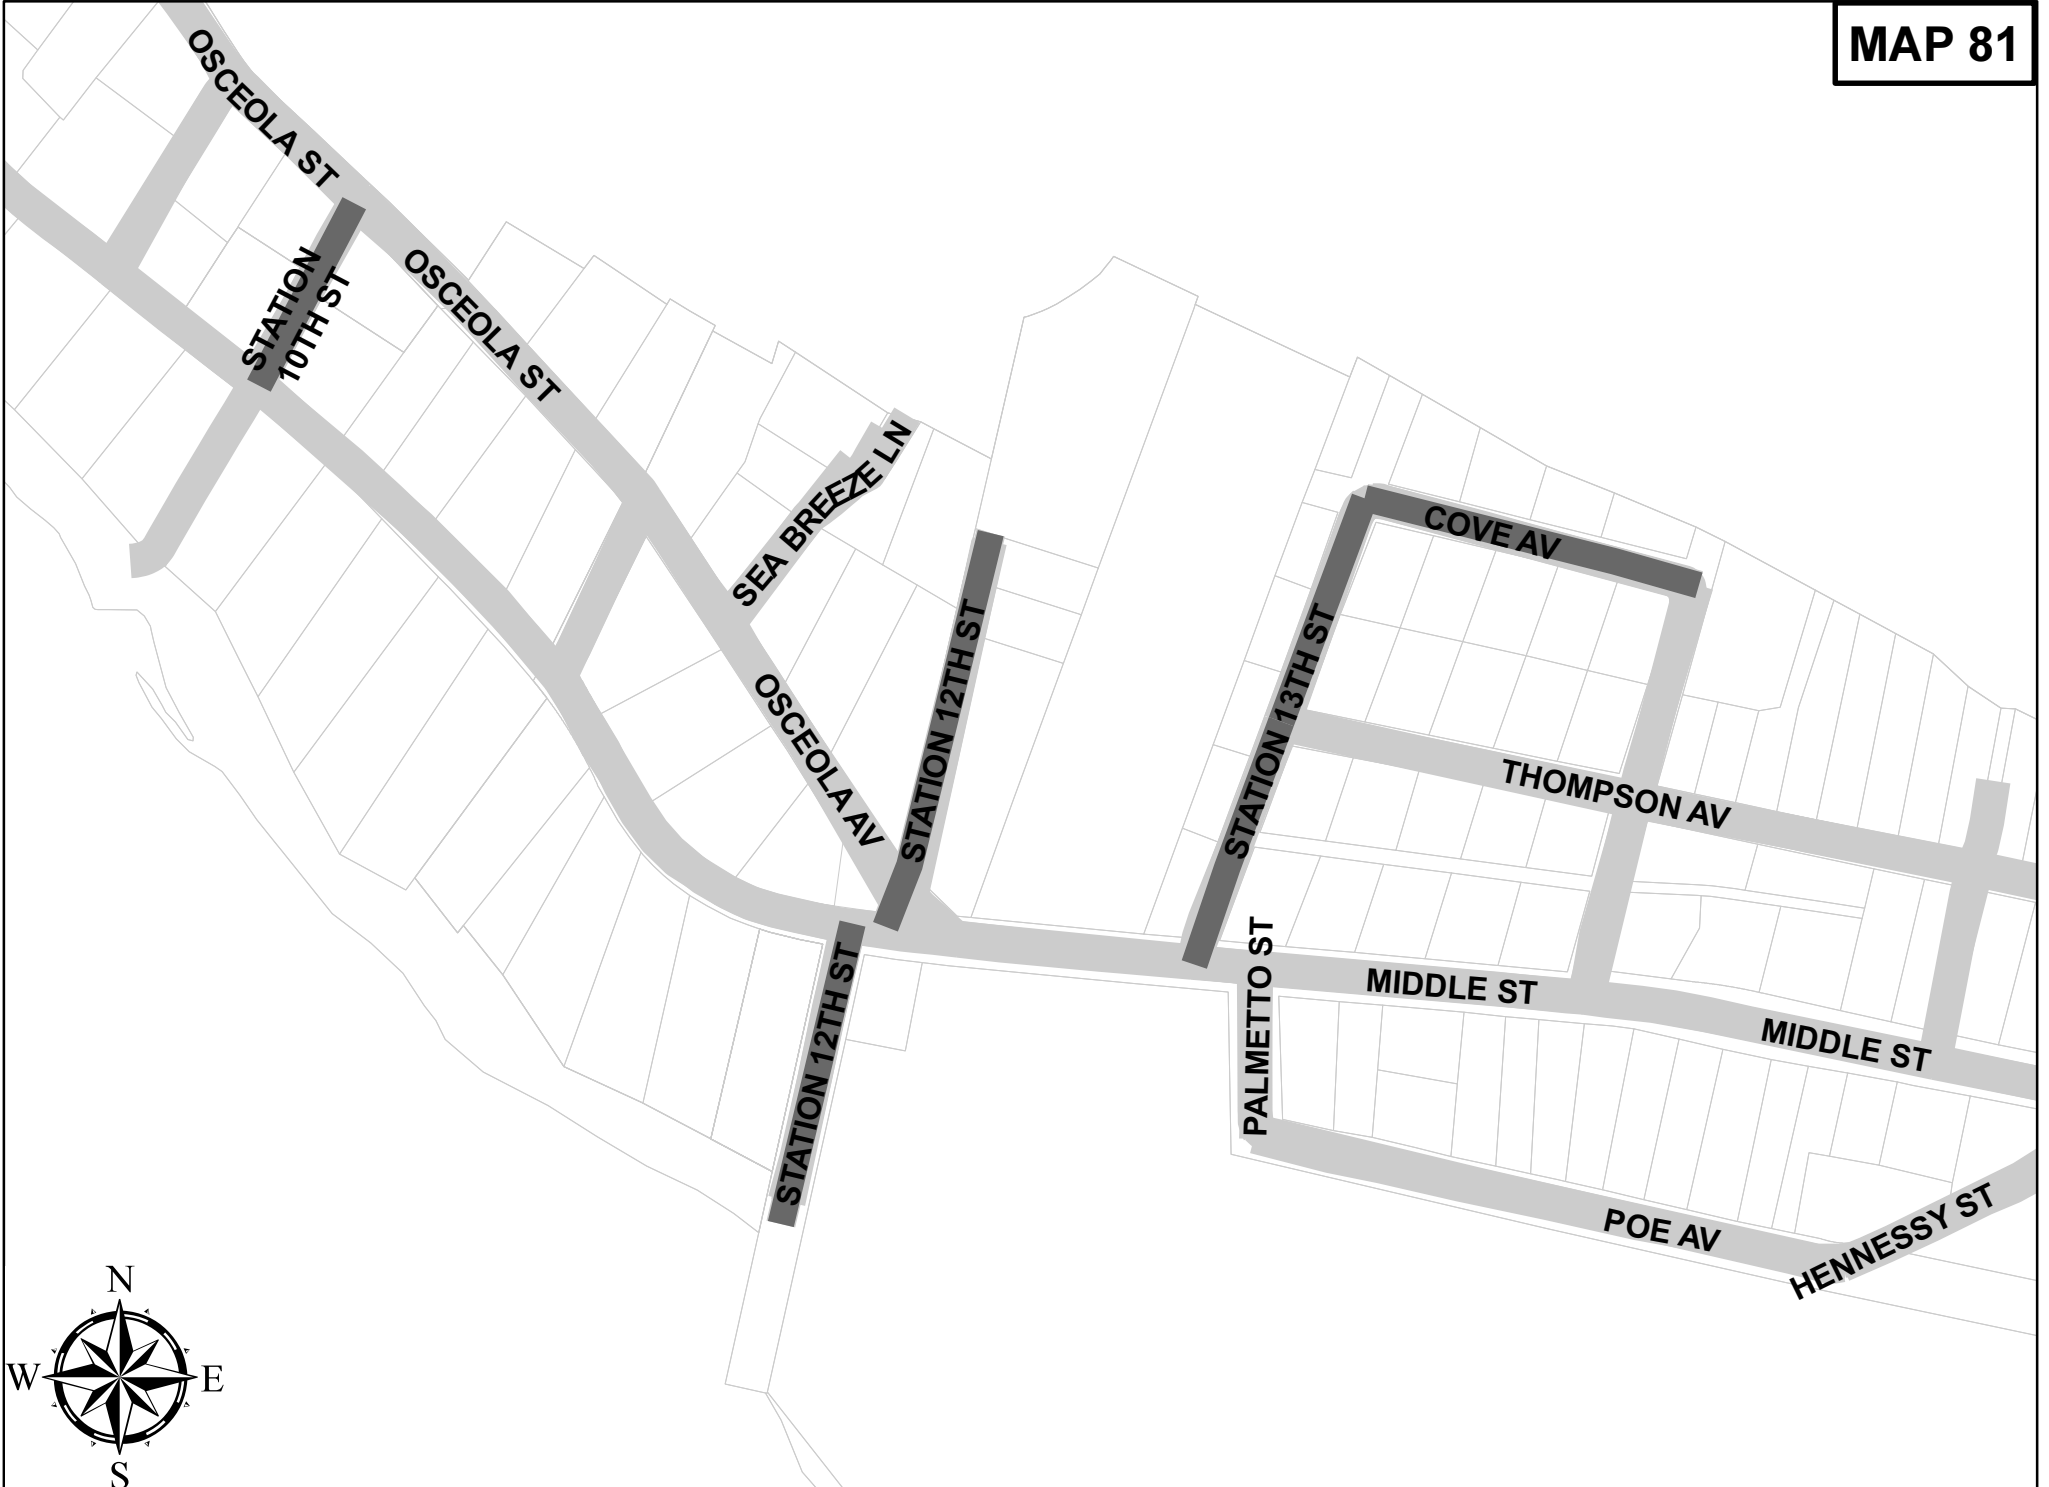 MAP 81
OSCEOLA ST
STATION
10TH ST
OSCEOLA ST
SEA BREEZE LN
COVE AV
STATION 12TH ST
STATION 13TH ST
OSCEOLA AV
THOMPSON AV
PALMETTO ST
MIDDLE ST
MIDDLE ST
STATION 12TH ST
POE AV
HENNESSY ST
N
W
E
S